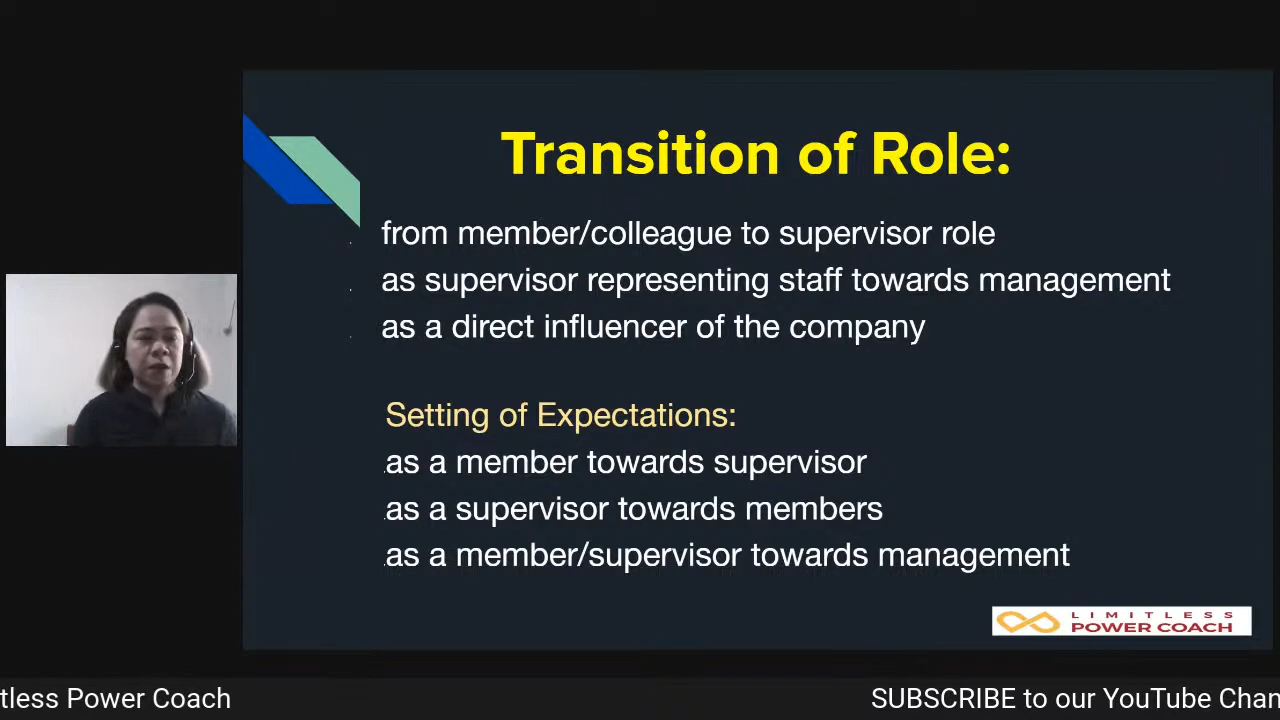 Transition of Role:
from member/colleague to supervisor role
as supervisor representing staff towards management
as a direct influencer of the company
Setting of Expectations:
.as a member towards supervisor
.as a supervisor towards members
.as a member/supervisor towards management
LIMITLESS
POWER COACH
tless Power Coach
SUBSCRIBE to our YouTube Chan